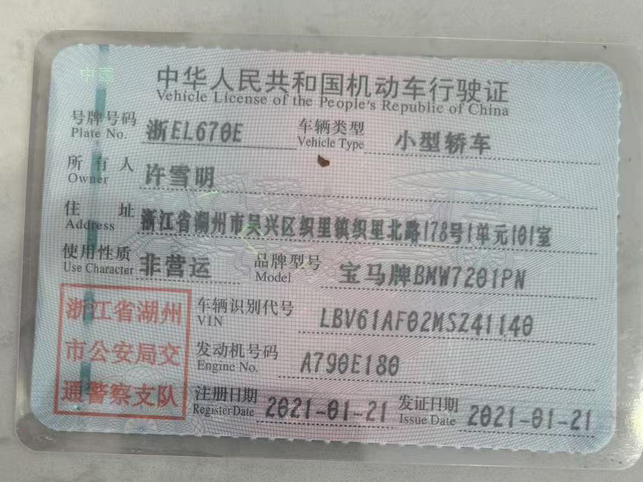 中国
中华人民共和国机动车行驶证
Vehicle License of the People's Republic of China
号牌号码 浙EL670E 车辆类型 小型轿车
Plate No. Vehicle Type
所有人 许雪明
Owner
住址 浙江省湖州市吴兴区织里镇织里北路178号1单元101室
Address
使用性质 非营运 品牌型号 宝马牌BMW7201PN
Use Character Model
浙江省湖州
市公安局交
通警察支队
车辆识别代号 LBV61AF02MSZ41140
VIN
发动机号码 A790E180
Engine No.
注册日期 2021-01-21 发证日期 2021-01-21
Register Date Issue Date